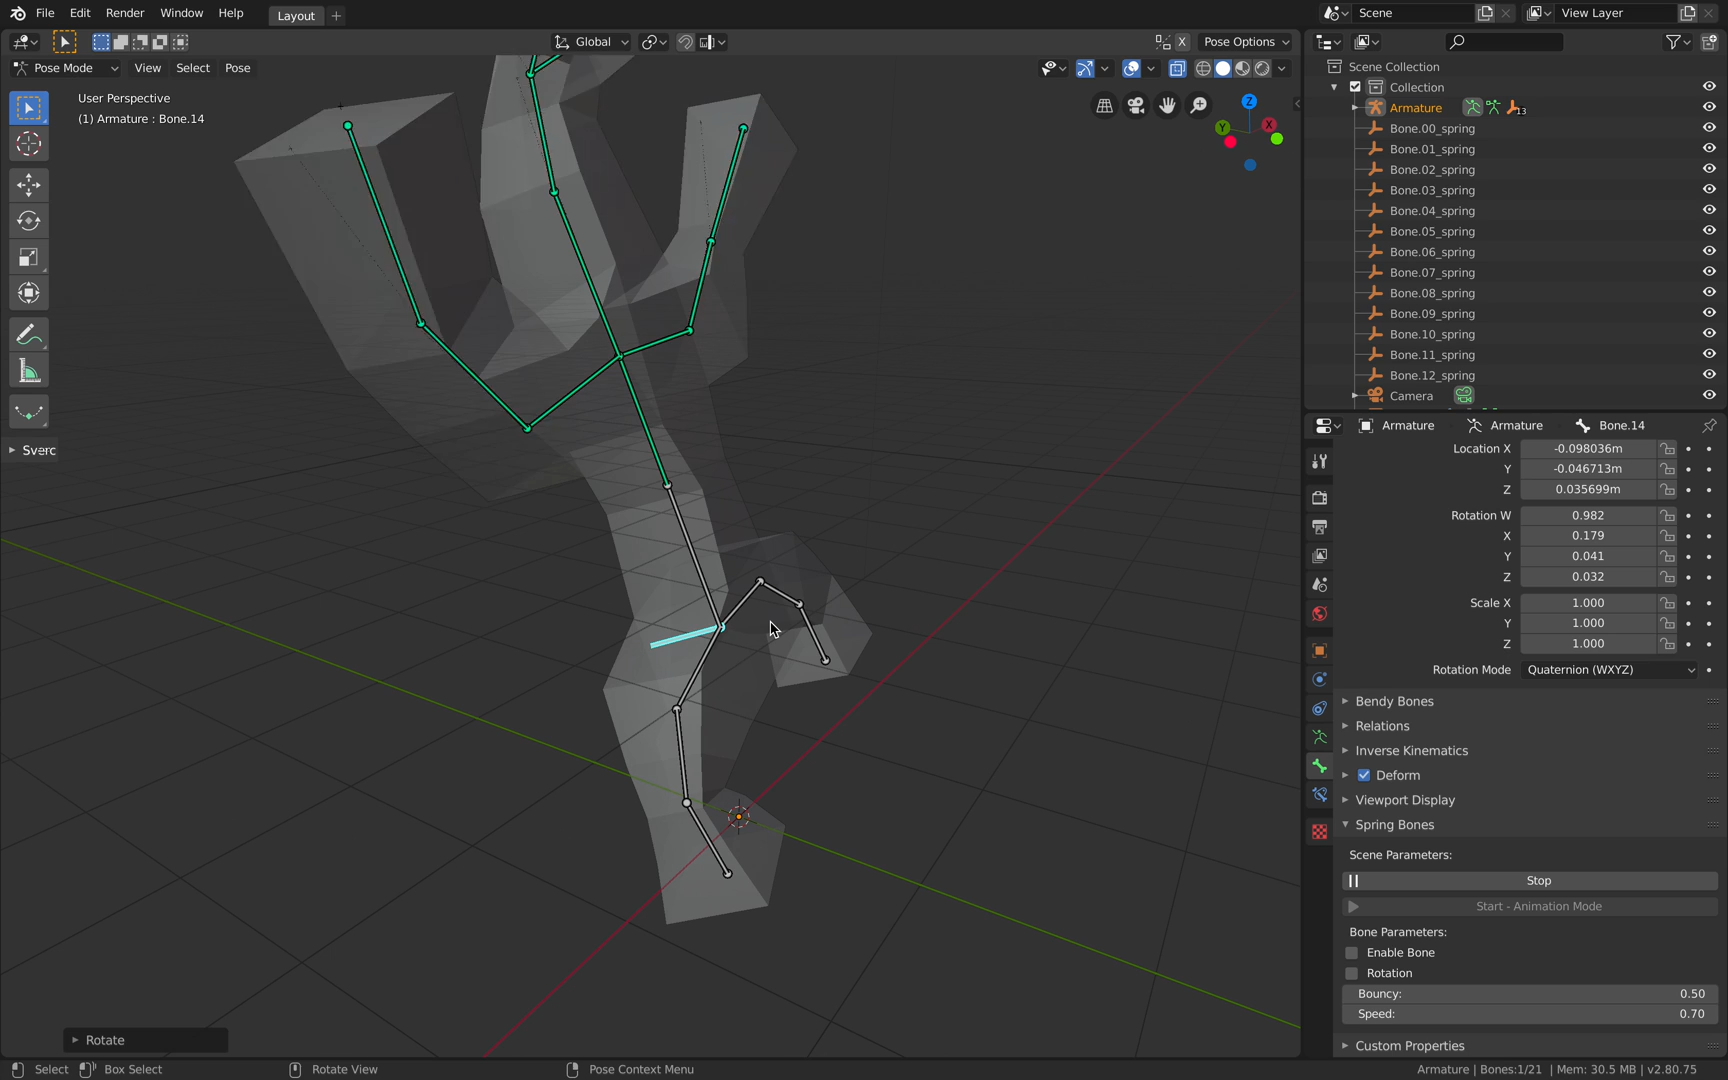 File Edit Render Window Help Layout + Scene View Layer
Global Pose Options X
Pose Mode View Select Pose
User Perspective
(1) Armature : Bone.14
Z
Y X
Sverc
Rotate
Scene Collection
Collection
Armature 13
Bone.00_spring
Bone.01_spring
Bone.02_spring
Bone.03_spring
Bone.04_spring
Bone.05_spring
Bone.06_spring
Bone.07_spring
Bone.08_spring
Bone.09_spring
Bone.10_spring
Bone.11_spring
Bone.12_spring
Camera
Armature Armature Bone.14
Location X -0.098036m
Y -0.046713m
Z 0.035699m
Rotation W 0.982
X 0.179
Y 0.041
Z 0.032
Scale X 1.000
Y 1.000
Z 1.000
Rotation Mode Quaternion (WXYZ)
Bendy Bones
Relations
Inverse Kinematics
Deform
Viewport Display
Spring Bones
Scene Parameters:
Stop
Start - Animation Mode
Bone Parameters:
Enable Bone
Rotation
Bouncy: 0.50
Speed: 0.70
Custom Properties
Select Box Select Rotate View Pose Context Menu Armature | Bones:1/21 | Mem: 30.5 MB | v2.80.75